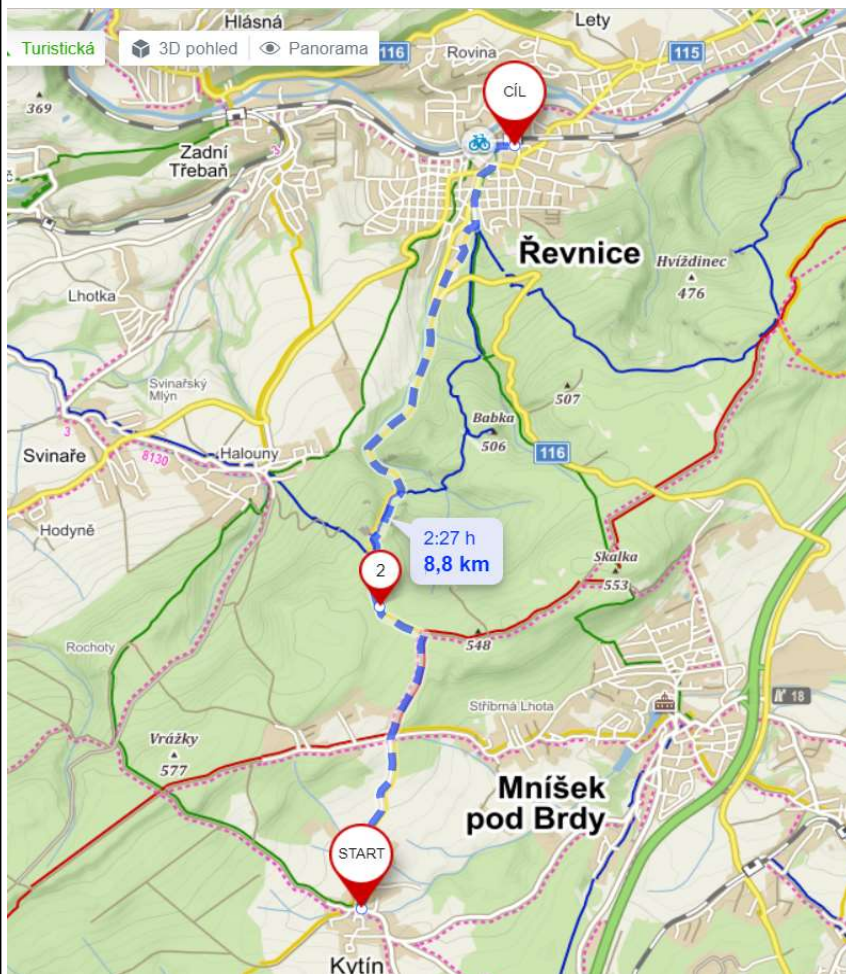 Hlásná
Lety
Turistická
3D pohled
Panorama
116
Rovina
115
CÍL
369
Zadní
Třebaň
3
Řevnice
Hvíždinec
476
Lhotka
Svinařský
Mlýn
507
Babka
506
Svinaře
3
8130
Halouny
116
Hodyně
2:27 h
8,8 km
2
Skalka
553
548
Rochoty
Stříbrná Lhota
18
Vrážky
577
Mníšek
pod Brdy
START
Kytín